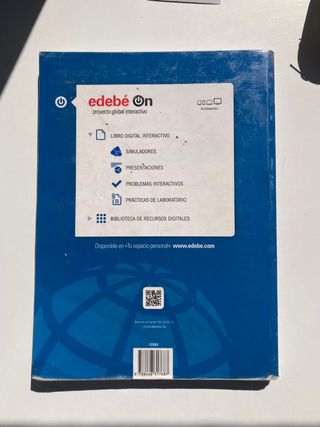 edebé On
proyecto global interactivo
LIBRO DIGITAL INTERACTIVO
SIMULADORES
PRESENTACIONES
PROBLEMAS INTERACTIVOS
PRÁCTICAS DE LABORATORIO
BIBLIOTECA DE RECURSOS DIGITALES
Disponible en «Tu espacio personal» www.edebe.com